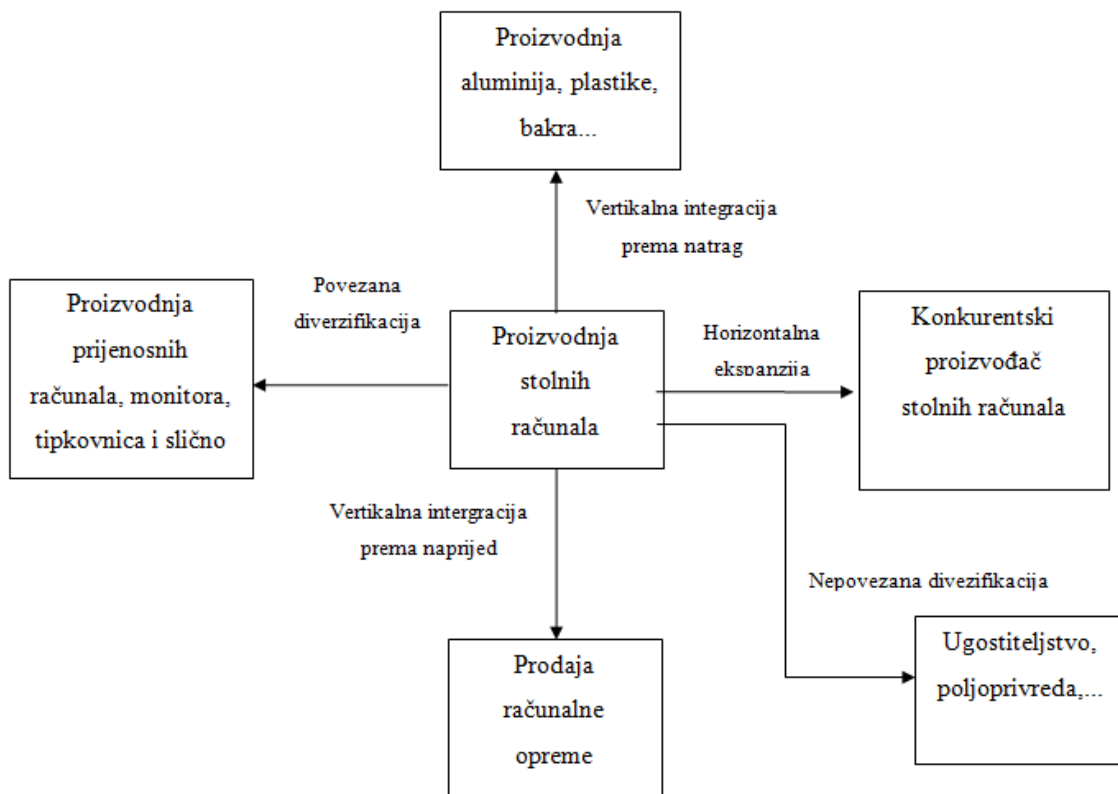 Proizvodnja
aluminija, plastike,
bakra...
Vertikalna integracija
prema natrag
Povezana
diverzifikacija
Proizvodnja
prijenosnih
računala, monitora,
tipkovnica i slično
Proizvodnja
stolnih
računala
Horizontalna
ekspanzija
Konkurentski
proizvođač
stolnih računala
Vertikalna intergracija
prema naprijed
Nepovezana divezifikacija
Prodaja
računalne
opreme
Ugostiteljstvo,
poljoprivreda,...